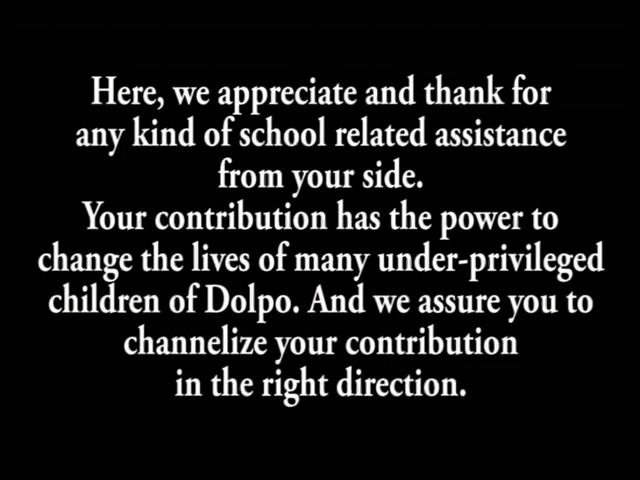 Here, we appreciate and thank for
any kind of school related assistance
from your side.
Your contribution has the power to
change the lives of many under-privileged
children of Dolpo. And we assure you to
channelize your contribution
in the right direction.